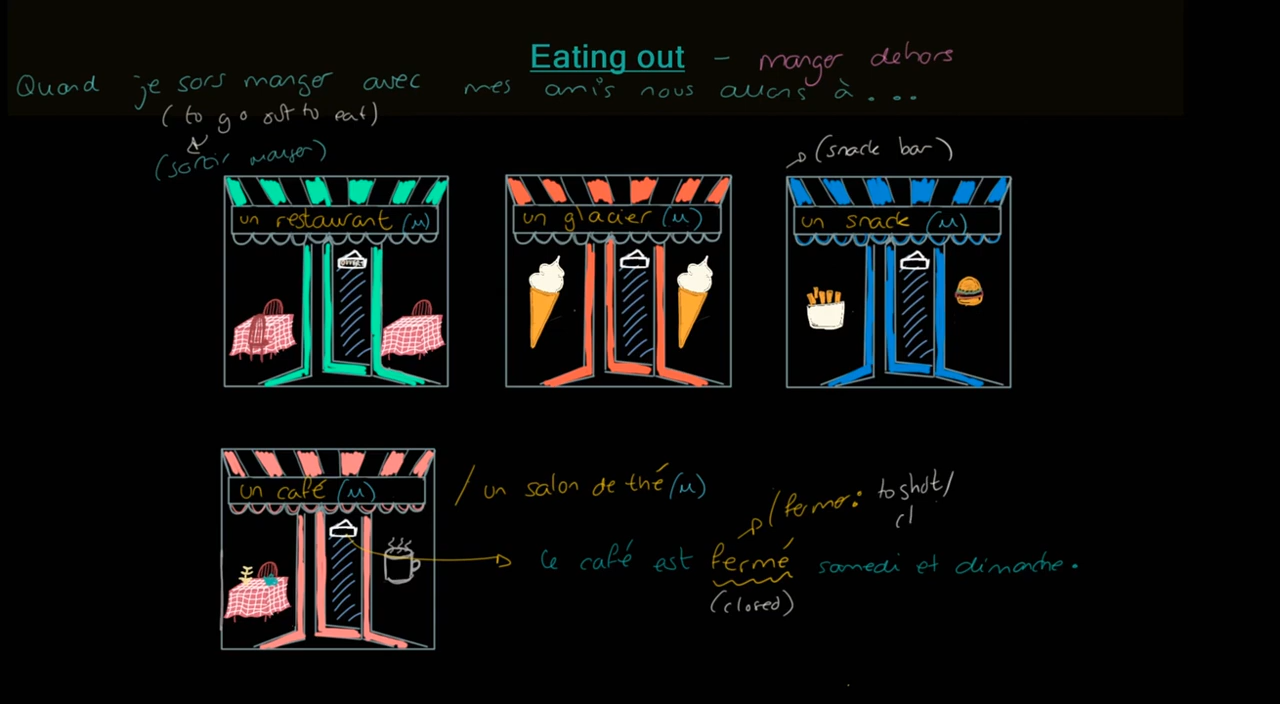 Eating out - manger dehors
Quand je sors manger avec mes amis nous allons à ...
(to go out to eat)
(sortir manger)
(snack bar)
un restaurant (M)
un glacier (M)
un snack (M)
un café (M)
/ un salon de thé (M)
(fermer: to shut/
cl
le café est fermé samedi et dimanche.
(closed)